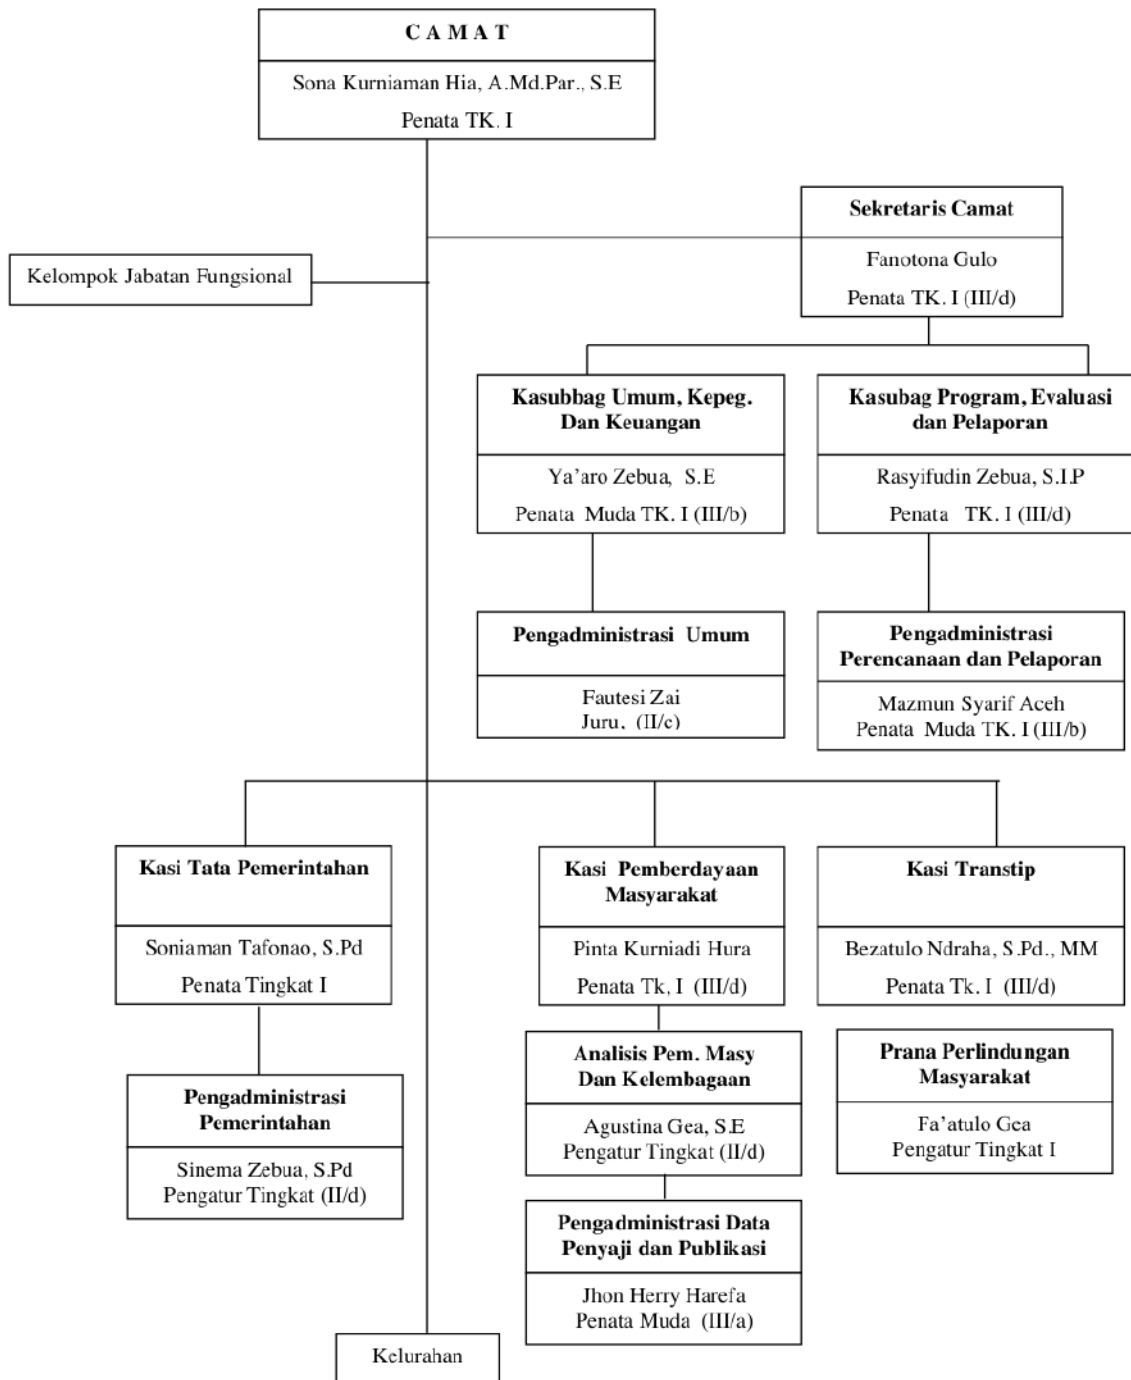 C A M A T
Sona Kurniaman Hia, A.Md.Par., S.E
Penata TK. I
Sekretaris Camat
Fanotona Gulo
Penata TK. I (III/d)
Kelompok Jabatan Fungsional
Kasubbag Umum, Kepeg.
Dan Keuangan
Ya’aro Zebua, S.E
Penata Muda TK. I (III/b)
Kasubag Program, Evaluasi
dan Pelaporan
Rasyifudin Zebua, S.I.P
Penata TK. I (III/d)
Pengadministrasi Umum
Fautesi Zai
Juru, (II/c)
Pengadministrasi
Perencanaan dan Pelaporan
Mazmun Syarif Aceh
Penata Muda TK. I (III/b)
Kasi Tata Pemerintahan
Soniaman Tafonao, S.Pd
Penata Tingkat I
Kasi Pemberdayaan
Masyarakat
Pinta Kurniadi Hura
Penata Tk, I (III/d)
Kasi Transtip
Bezatulo Ndraha, S.Pd., MM
Penata Tk. I (III/d)
Pengadministrasi
Pemerintahan
Sinema Zebua, S.Pd
Pengatur Tingkat (II/d)
Analisis Pem. Masy
Dan Kelembagaan
Agustina Gea, S.E
Pengatur Tingkat (II/d)
Prana Perlindungan
Masyarakat
Fa’atulo Gea
Pengatur Tingkat I
Pengadministrasi Data
Penyaji dan Publikasi
Jhon Herry Harefa
Penata Muda (III/a)
Kelurahan